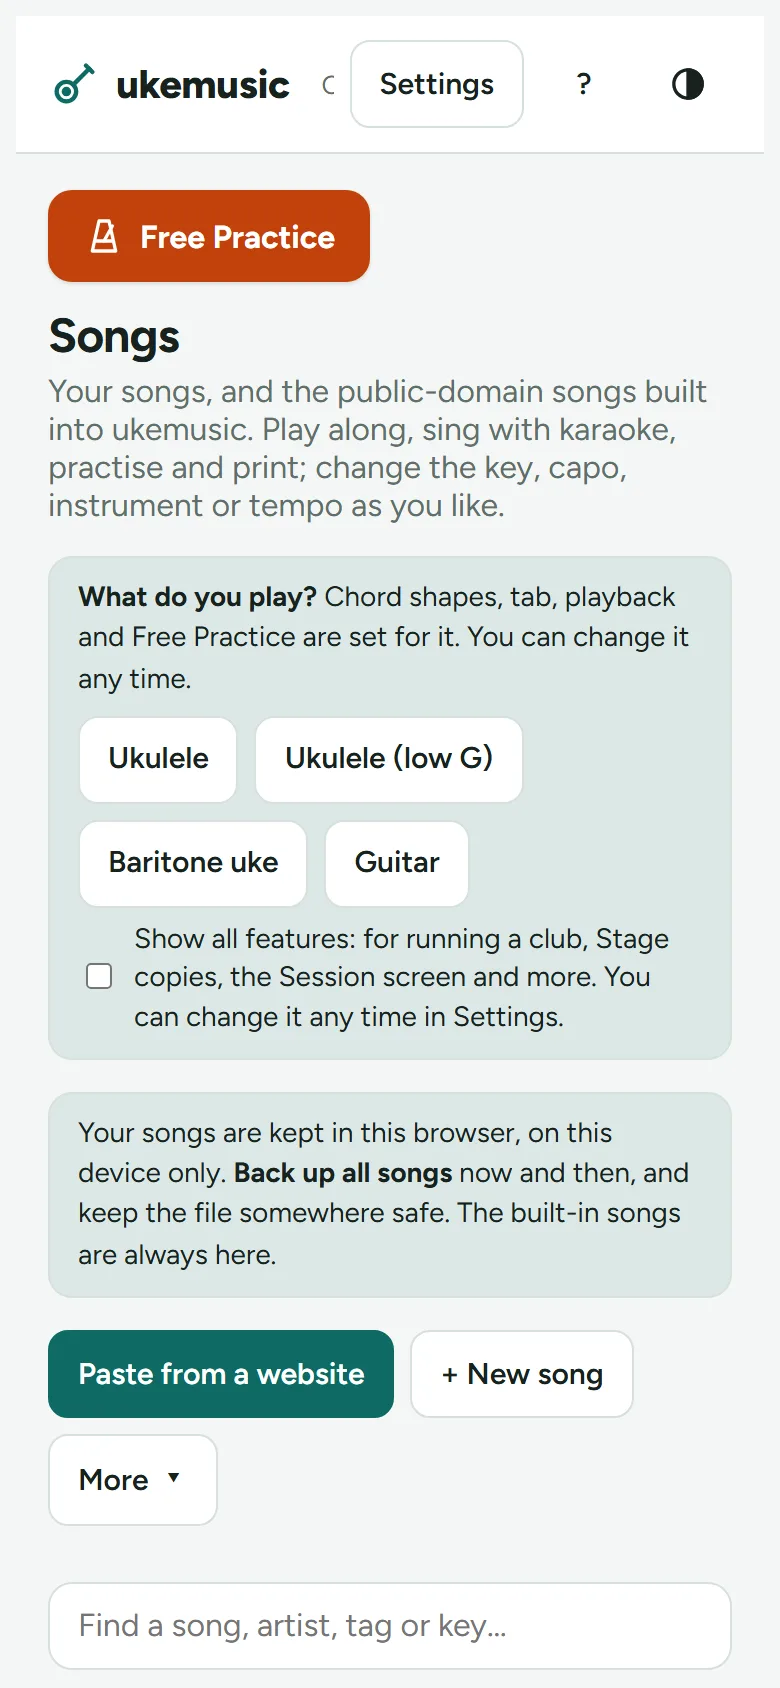 ukemusic
Settings
?
Free Practice
Songs
Your songs, and the public-domain songs built
into ukemusic. Play along, sing with karaoke,
practise and print; change the key, capo,
instrument or tempo as you like.
What do you play? Chord shapes, tab, playback
and Free Practice are set for it. You can change it
any time.
Ukulele
Ukulele (low G)
Baritone uke
Guitar
Show all features: for running a club, Stage
copies, the Session screen and more. You
can change it any time in Settings.
Your songs are kept in this browser, on this
device only. Back up all songs now and then, and
keep the file somewhere safe. The built-in songs
are always here.
Paste from a website
+ New song
More ▼
Find a song, artist, tag or key...